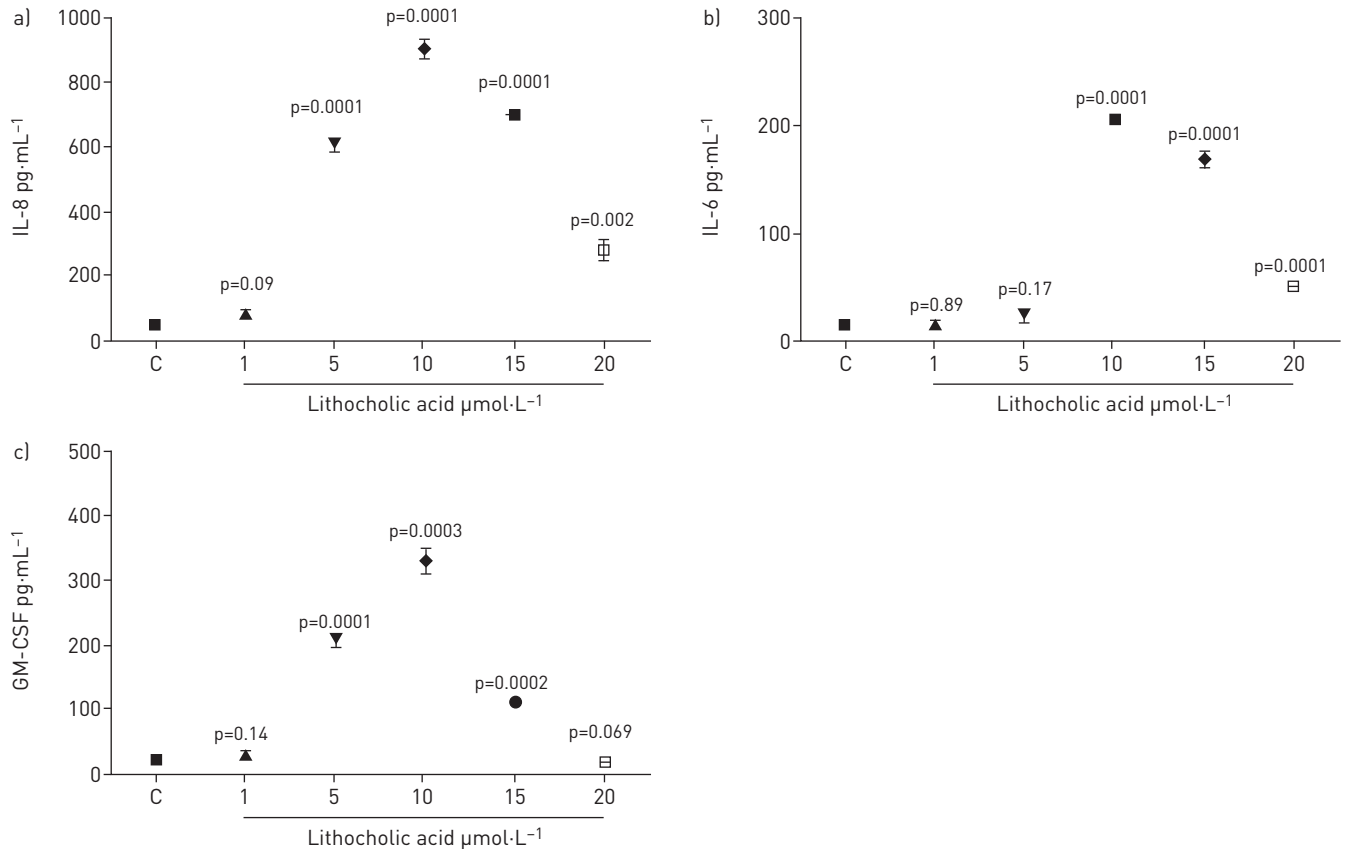 a)
1000
800
600
400
200
0
IL-8 pg·mL⁻¹
p=0.09
p=0.0001
p=0.0001
p=0.0001
p=0.002
C 1 5 10 15 20
Lithocholic acid µmol·L⁻¹
b)
300
200
100
0
IL-6 pg·mL⁻¹
p=0.89
p=0.17
p=0.0001
p=0.0001
p=0.0001
C 1 5 10 15 20
Lithocholic acid µmol·L⁻¹
c)
500
400
300
200
100
0
GM-CSF pg·mL⁻¹
p=0.14
p=0.0001
p=0.0003
p=0.0002
p=0.069
C 1 5 10 15 20
Lithocholic acid µmol·L⁻¹